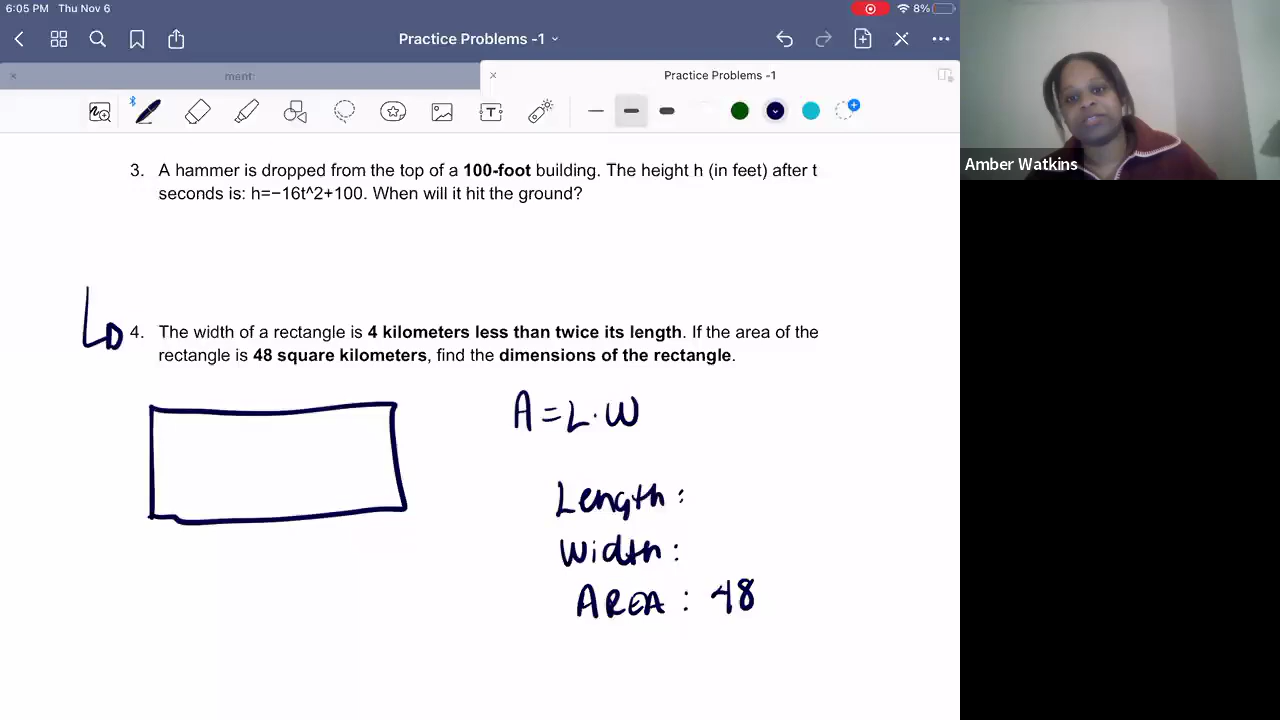 6:05 PM Thu Nov 6
8%
Practice Problems -1
ment
Practice Problems -1
T
Amber Watkins
3. A hammer is dropped from the top of a 100-foot building. The height h (in feet) after t
seconds is: h=−16t^2+100. When will it hit the ground?
4. The width of a rectangle is 4 kilometers less than twice its length. If the area of the
rectangle is 48 square kilometers, find the dimensions of the rectangle.
A = L · W
Length :
Width :
AREA : 48